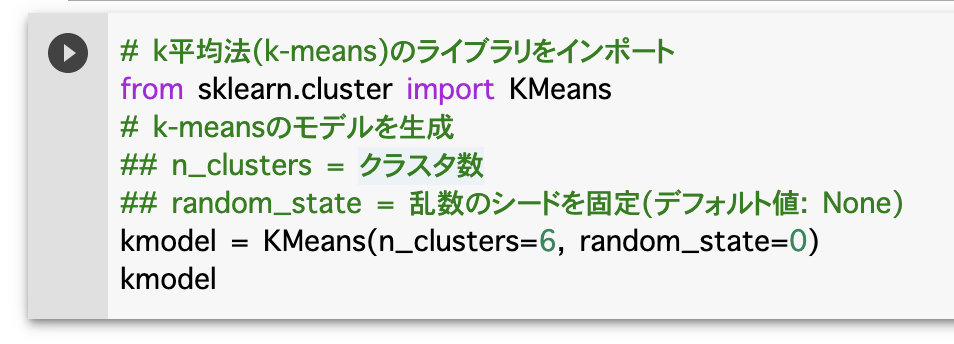 # k平均法(k-means)のライブラリをインポート
from sklearn.cluster import KMeans
# k-meansのモデルを生成
## n_clusters = クラスタ数
## random_state = 乱数のシードを固定(デフォルト値: None)
kmodel = KMeans(n_clusters=6, random_state=0)
kmodel